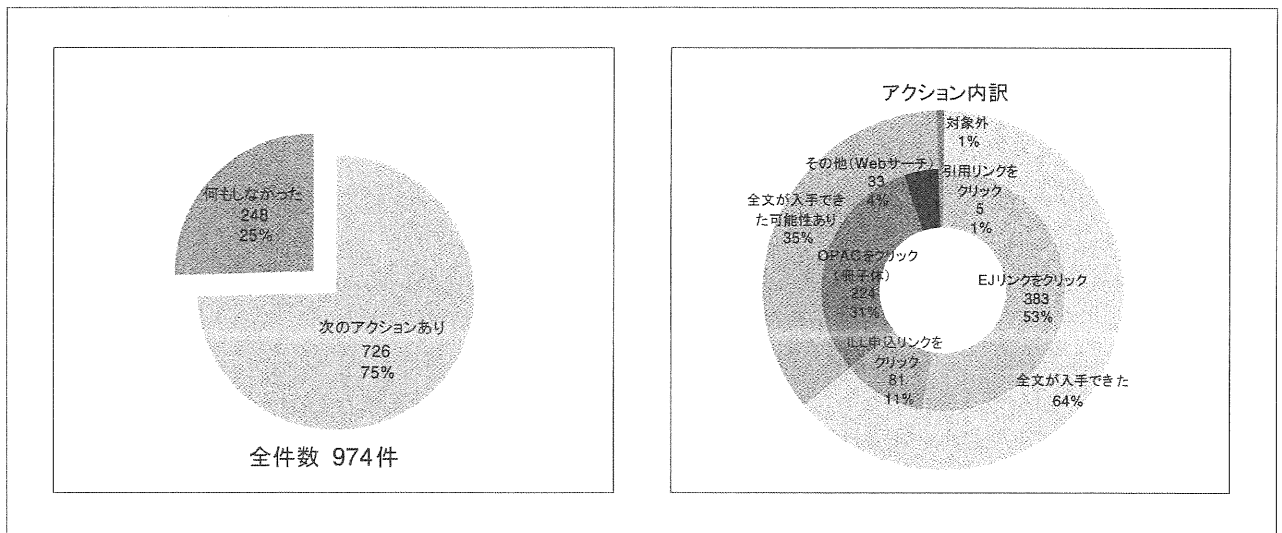 何もしなかった
248
25%
次のアクションあり
726
75%
全件数 974件
アクション内訳
対象外
1%
その他(Webサーチ)
33
4%
引用リンクを
クリック
5
1%
全文が入手でき
た可能性あり
35%
OPACをクリック
(冊子体)
224
31%
EJリンクをクリック
383
53%
ILL申込リンクを
クリック
81
11%
全文が入手できた
64%